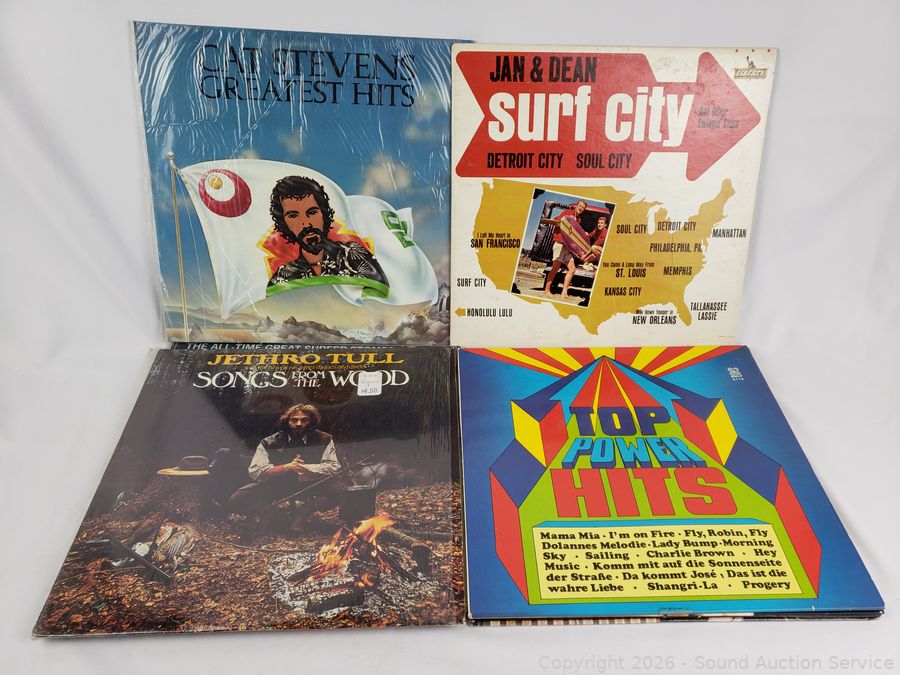 CAT STEVENS
GREATEST HITS
JAN & DEAN
surf city
And Other
Swingin' Cities
DETROIT CITY SOUL CITY
LIBERTY
I Left My Heart In
SAN FRANCISCO
SOUL CITY
DETROIT CITY
MANHATTAN
PHILADELPHIA, PA.
You Came A Long Way From
ST. LOUIS
MEMPHIS
SURF CITY
KANSAS CITY
HONOLULU LULU
Way Down Yonder In
NEW ORLEANS
TALLAHASSEE
LASSIE
THE ALL-TIME GREAT
JETHRO TULL
SONGS FROM THE WOOD
4.50
TOP
POWER
HITS
Mama Mia · I'm on Fire · Fly, Robin, Fly
Dolannes Melodie · Lady Bump · Morning
Sky · Sailing · Charlie Brown · Hey
Music · Komm mit auf die Sonnenseite
der Straße · Da kommt José · Das ist die
wahre Liebe · Shangri-La · Progery
Copyright 2026 - Sound Auction Service